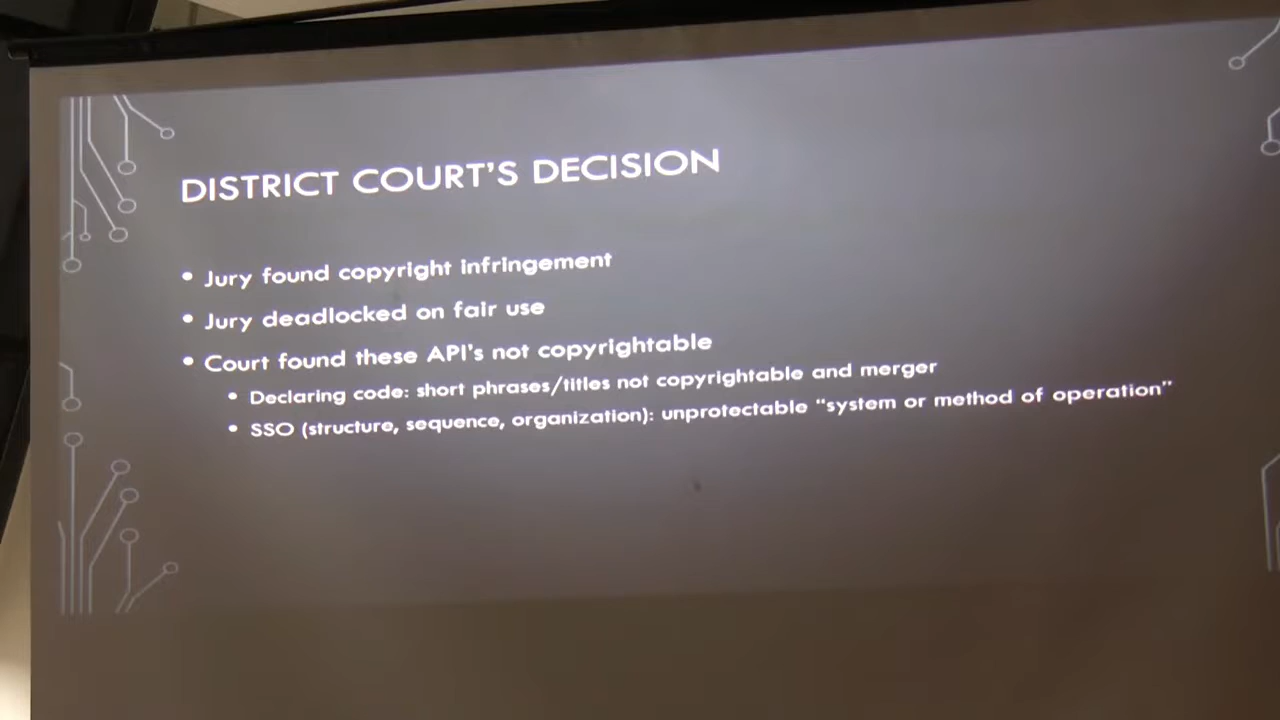 DISTRICT COURT'S DECISION
• Jury found copyright infringement
• Jury deadlocked on fair use
• Court found these API's not copyrightable
• Declaring code: short phrases/titles not copyrightable and merger
• SSO (structure, sequence, organization): unprotectable "system or method of operation"